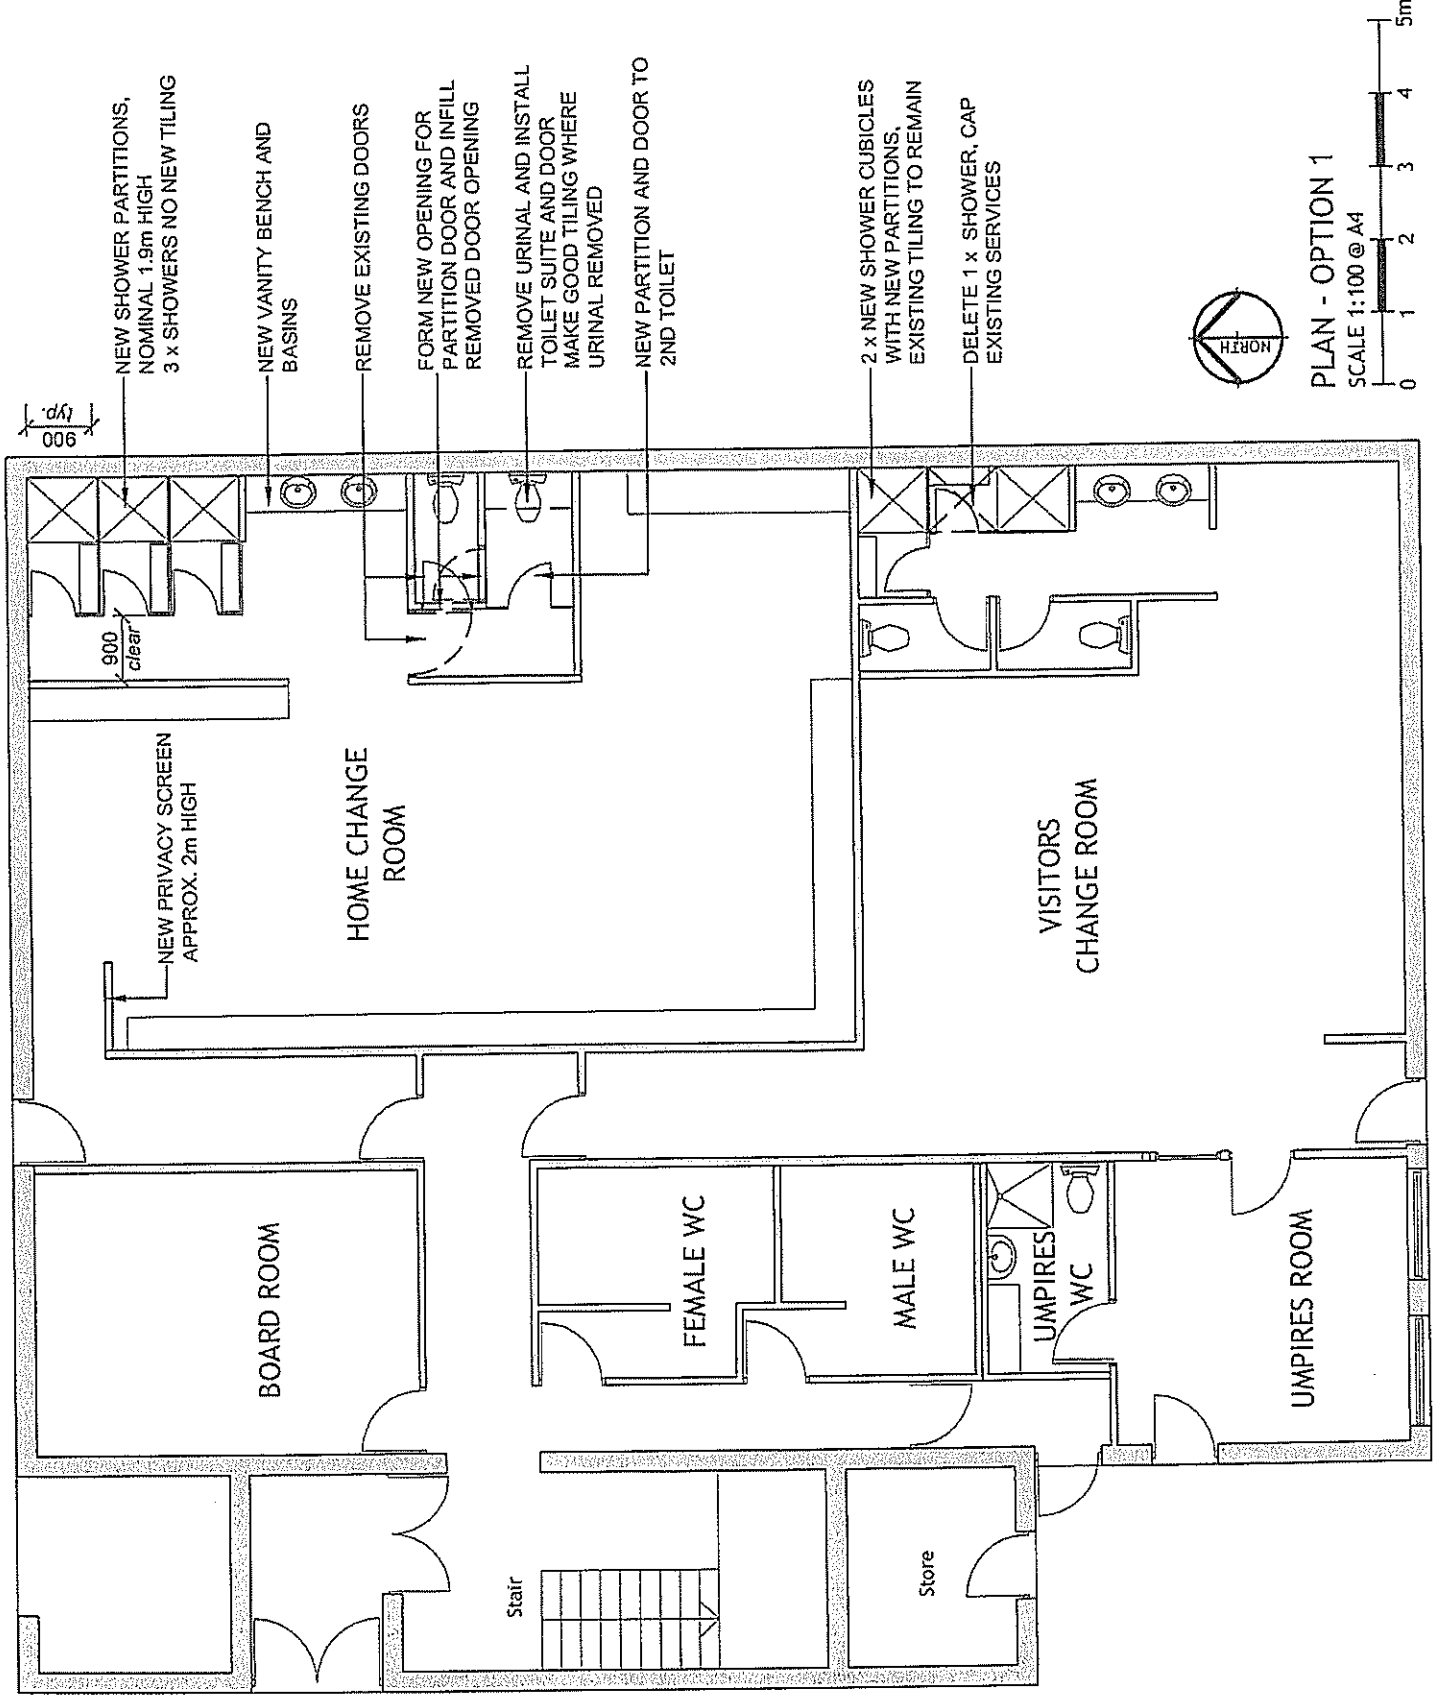 NEW SHOWER PARTITIONS,
NOMINAL 1.9m HIGH
3 x SHOWERS NO NEW TILING
NEW VANITY BENCH AND
BASINS
REMOVE EXISTING DOORS
FORM NEW OPENING FOR
PARTITION DOOR AND INFILL
REMOVED DOOR OPENING
REMOVE URINAL AND INSTALL
TOILET SUITE AND DOOR
MAKE GOOD TILING WHERE
URINAL REMOVED
NEW PARTITION AND DOOR TO
2ND TOILET
2 x NEW SHOWER CUBICLES
WITH NEW PARTITIONS,
EXISTING TILING TO REMAIN
DELETE 1 x SHOWER, CAP
EXISTING SERVICES
900
typ.
900
clear
NEW PRIVACY SCREEN
APPROX. 2m HIGH
HOME CHANGE
ROOM
VISITORS
CHANGE ROOM
BOARD ROOM
FEMALE WC
MALE WC
UMPIRES
WC
UMPIRES ROOM
Stair
Store
NORTH
PLAN - OPTION 1
SCALE 1:100 @ A4
0 1 2 3 4 5m